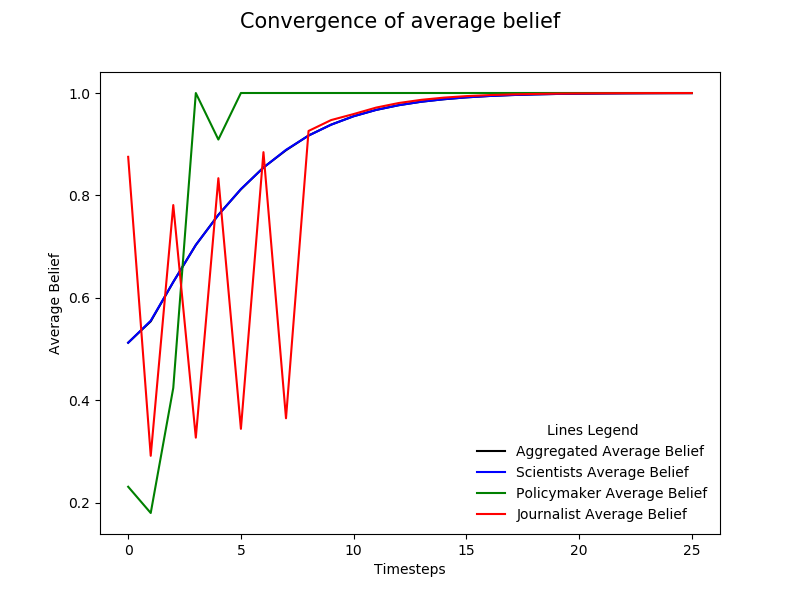 Convergence of average belief
1.0
0.8
0.6
0.4
0.2
Average Belief
Lines Legend
Aggregated Average Belief
Scientists Average Belief
Policymaker Average Belief
Journalist Average Belief
0 5 10 15 20 25
Timesteps